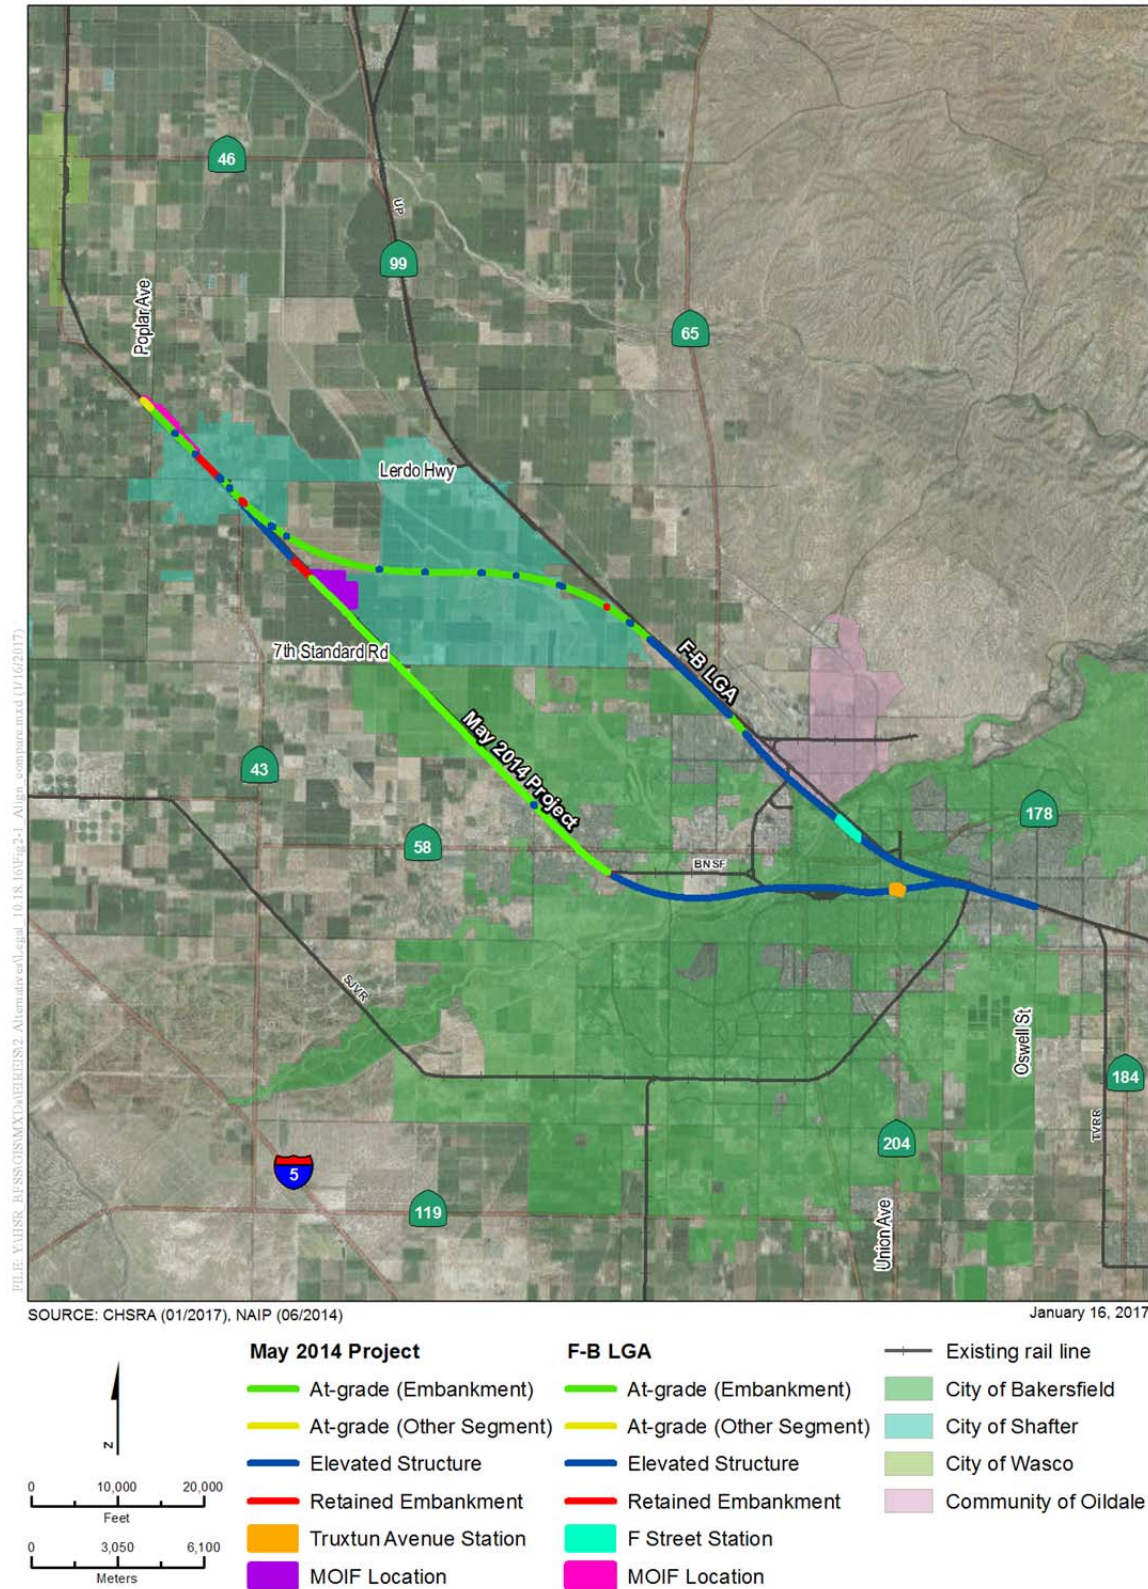 46
UP
99
65
Poplar Ave
Lerdo Hwy
7th Standard Rd
F-B LGA
May 2014 Project
43
58
178
BNSF
SJVR
Oswell St
184
TVRR
204
5
119
Union Ave
SOURCE: CHSRA (01/2017), NAIP (06/2014)
January 16, 2017
May 2014 Project
At-grade (Embankment)
At-grade (Other Segment)
Elevated Structure
Retained Embankment
Truxtun Avenue Station
MOIF Location
F-B LGA
At-grade (Embankment)
At-grade (Other Segment)
Elevated Structure
Retained Embankment
F Street Station
MOIF Location
Existing rail line
City of Bakersfield
City of Shafter
City of Wasco
Community of Oildale
N
0 10,000 20,000
Feet
0 3,050 6,100
Meters